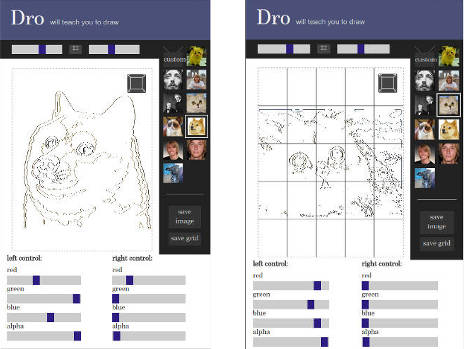 Dro will teach you to draw
custom
save
image
save grid
left control:
right control:
red
red
green
green
blue
blue
alpha
alpha
Dro will teach you to draw
custom
save
image
save grid
left control:
right control:
red
red
green
green
blue
blue
alpha
alpha